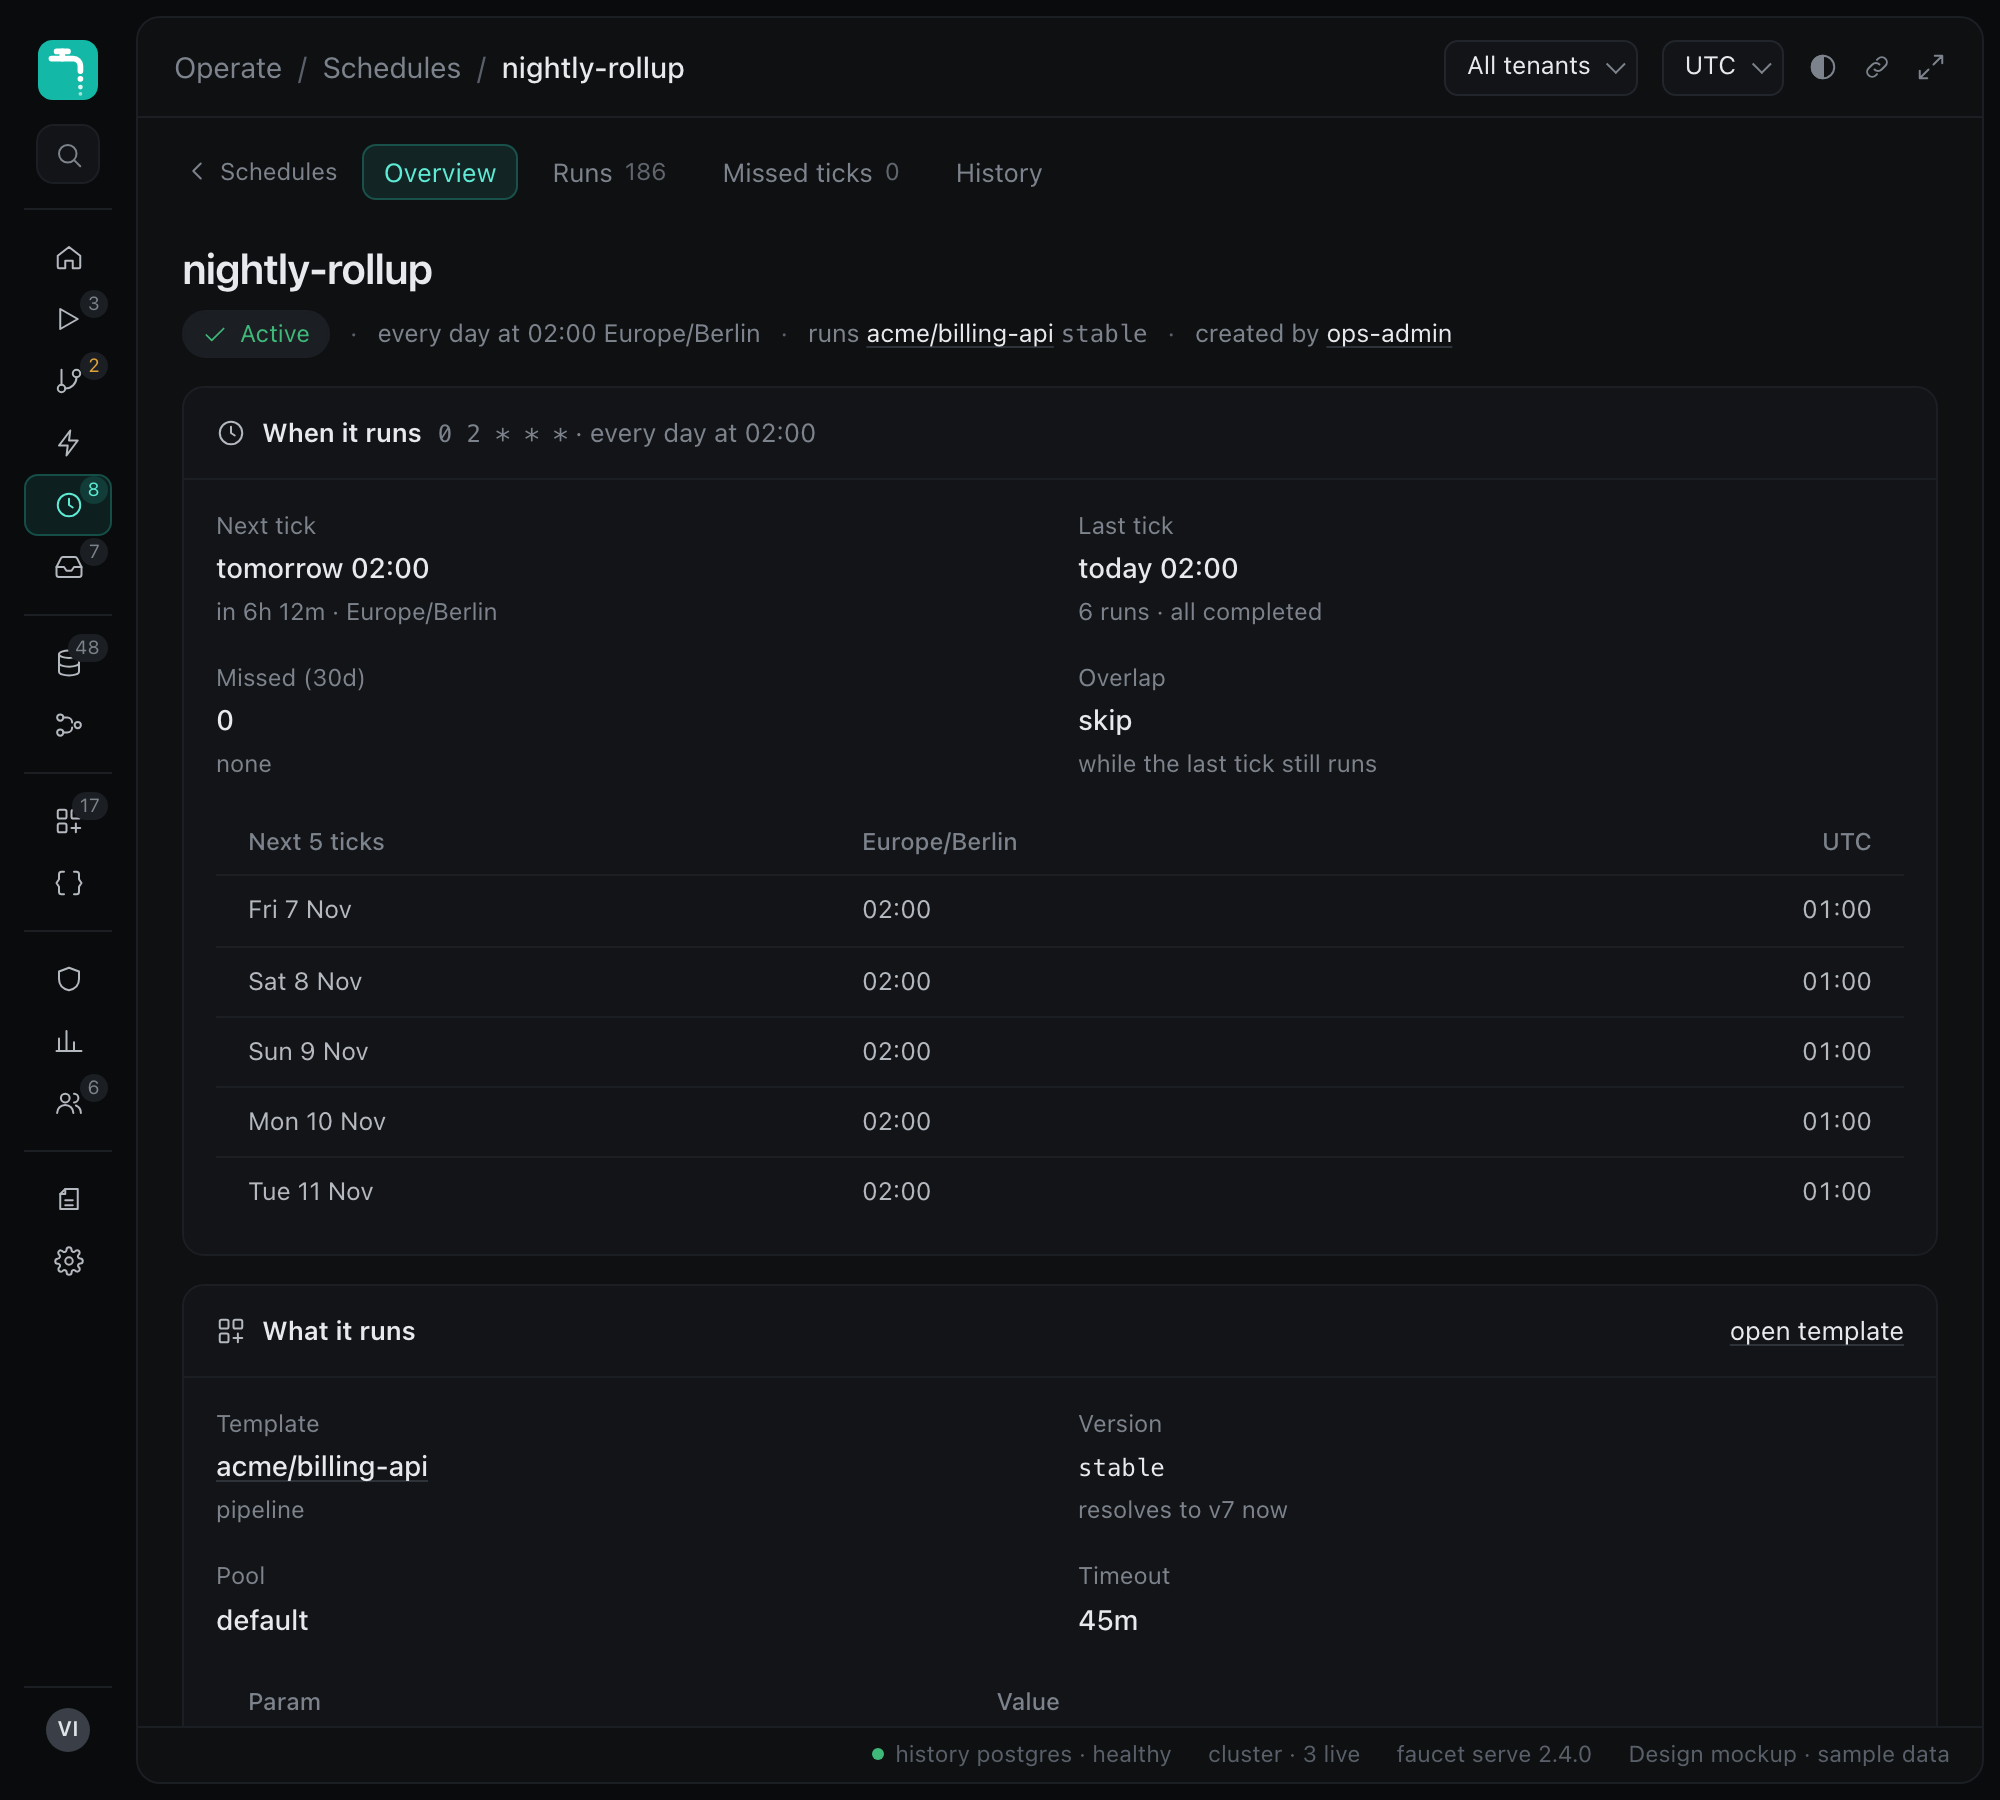 Operate / Schedules / nightly-rollup
All tenants
UTC
Schedules
Overview
Runs 186
Missed ticks 0
History
3
2
8
7
48
17
6
VI
nightly-rollup
Active · every day at 02:00 Europe/Berlin · runs acme/billing-api stable · created by ops-admin
When it runs 0 2 * * * · every day at 02:00
Next tick
tomorrow 02:00
in 6h 12m · Europe/Berlin
Last tick
today 02:00
6 runs · all completed
Missed (30d)
0
none
Overlap
skip
while the last tick still runs
Next 5 ticks Europe/Berlin UTC
Fri 7 Nov 02:00 01:00
Sat 8 Nov 02:00 01:00
Sun 9 Nov 02:00 01:00
Mon 10 Nov 02:00 01:00
Tue 11 Nov 02:00 01:00
What it runs open template
Template
acme/billing-api
pipeline
Version
stable
resolves to v7 now
Pool
default
Timeout
45m
Param Value
history postgres · healthy cluster · 3 live faucet serve 2.4.0 Design mockup · sample data